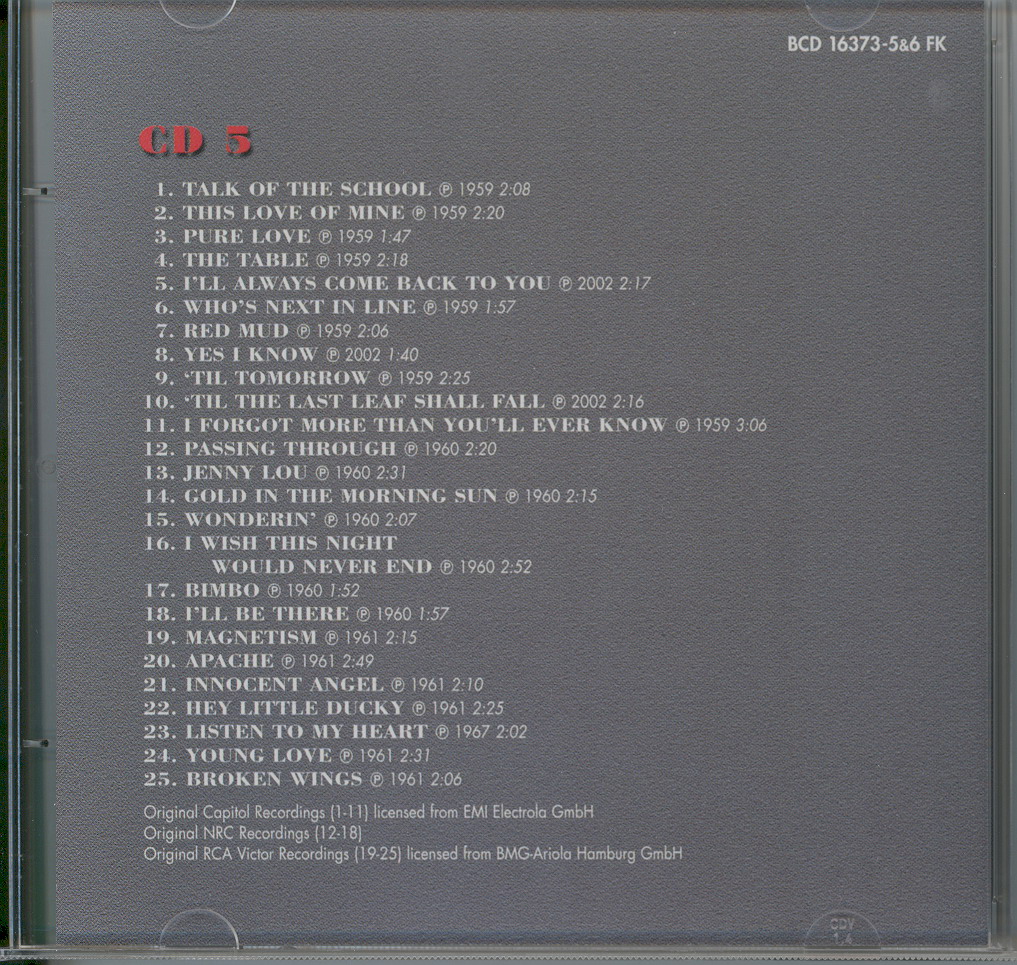 BCD 16373-5&6 FK
CD 5
1. TALK OF THE SCHOOL ℗ 1959 2:08
2. THIS LOVE OF MINE ℗ 1959 2:20
3. PURE LOVE ℗ 1959 1:47
4. THE TABLE ℗ 1959 2:18
5. I'LL ALWAYS COME BACK TO YOU ℗ 2002 2:17
6. WHO'S NEXT IN LINE ℗ 1959 1:57
7. RED MUD ℗ 1959 2:06
8. YES I KNOW ℗ 2002 1:40
9. 'TIL TOMORROW ℗ 1959 2:25
10. 'TIL THE LAST LEAF SHALL FALL ℗ 2002 2:16
11. I FORGOT MORE THAN YOU'LL EVER KNOW ℗ 1959 3:06
12. PASSING THROUGH ℗ 1960 2:20
13. JENNY LOU ℗ 1960 2:31
14. GOLD IN THE MORNING SUN ℗ 1960 2:15
15. WONDERIN' ℗ 1960 2:07
16. I WISH THIS NIGHT
WOULD NEVER END ℗ 1960 2:52
17. BIMBO ℗ 1960 1:52
18. I'LL BE THERE ℗ 1960 1:57
19. MAGNETISM ℗ 1961 2:15
20. APACHE ℗ 1961 2:49
21. INNOCENT ANGEL ℗ 1961 2:10
22. HEY LITTLE DUCKY ℗ 1961 2:25
23. LISTEN TO MY HEART ℗ 1967 2:02
24. YOUNG LOVE ℗ 1961 2:31
25. BROKEN WINGS ℗ 1961 2:06
Original Capitol Recordings (1-11) licensed from EMI Electrola GmbH
Original NRC Recordings (12-18)
Original RCA Victor Recordings (19-25) licensed from BMG-Ariola Hamburg GmbH
CDV
1.4